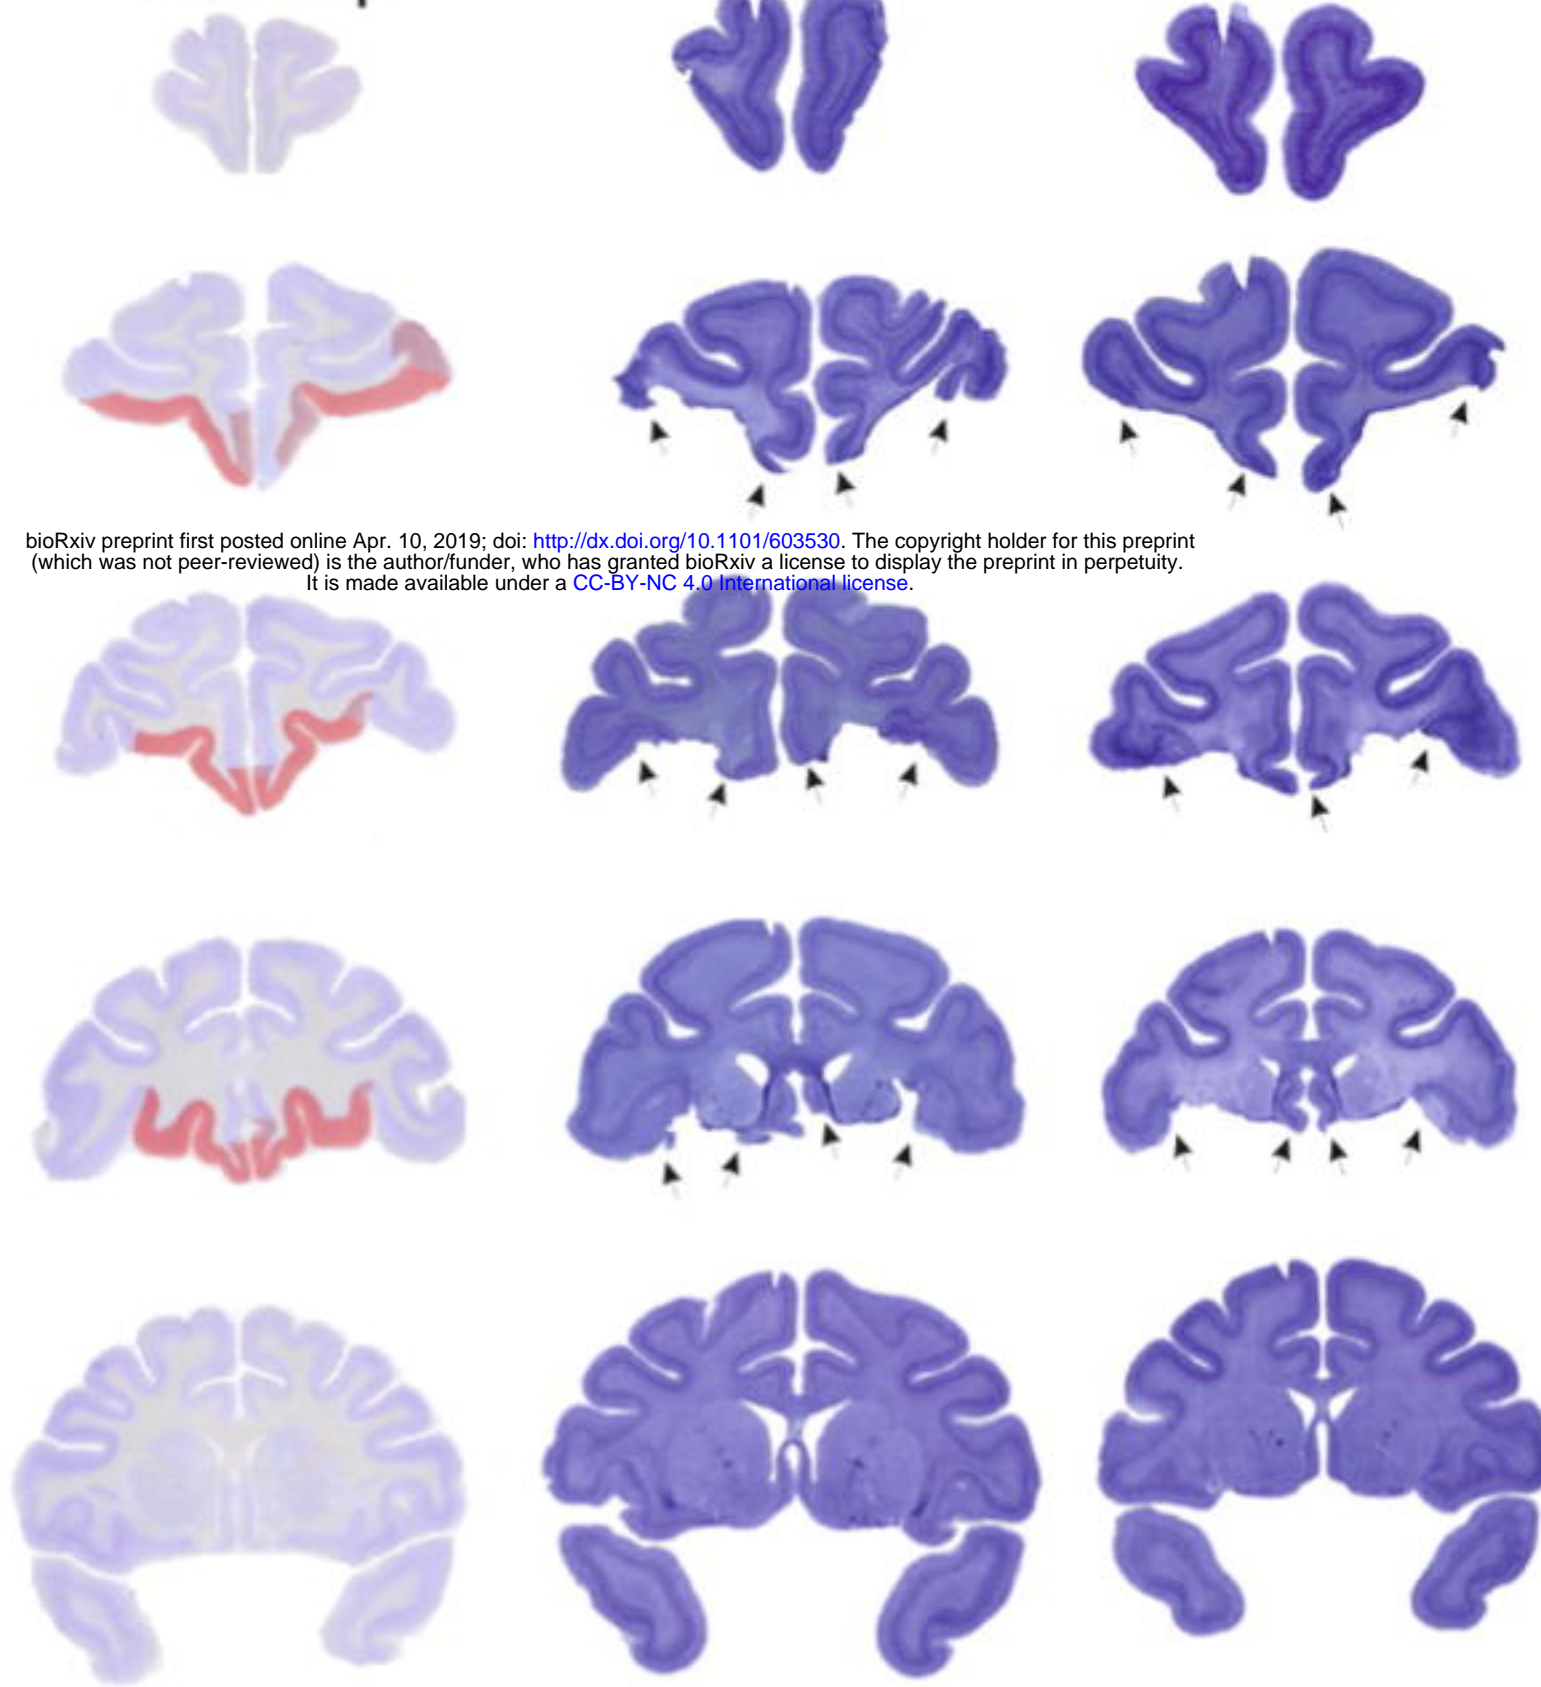 bioRxiv preprint first posted online Apr. 10, 2019; doi: http://dx.doi.org/10.1101/603530. The copyright holder for this preprint
(which was not peer-reviewed) is the author/funder, who has granted bioRxiv a license to display the preprint in perpetuity.
It is made available under a CC-BY-NC 4.0 International license.